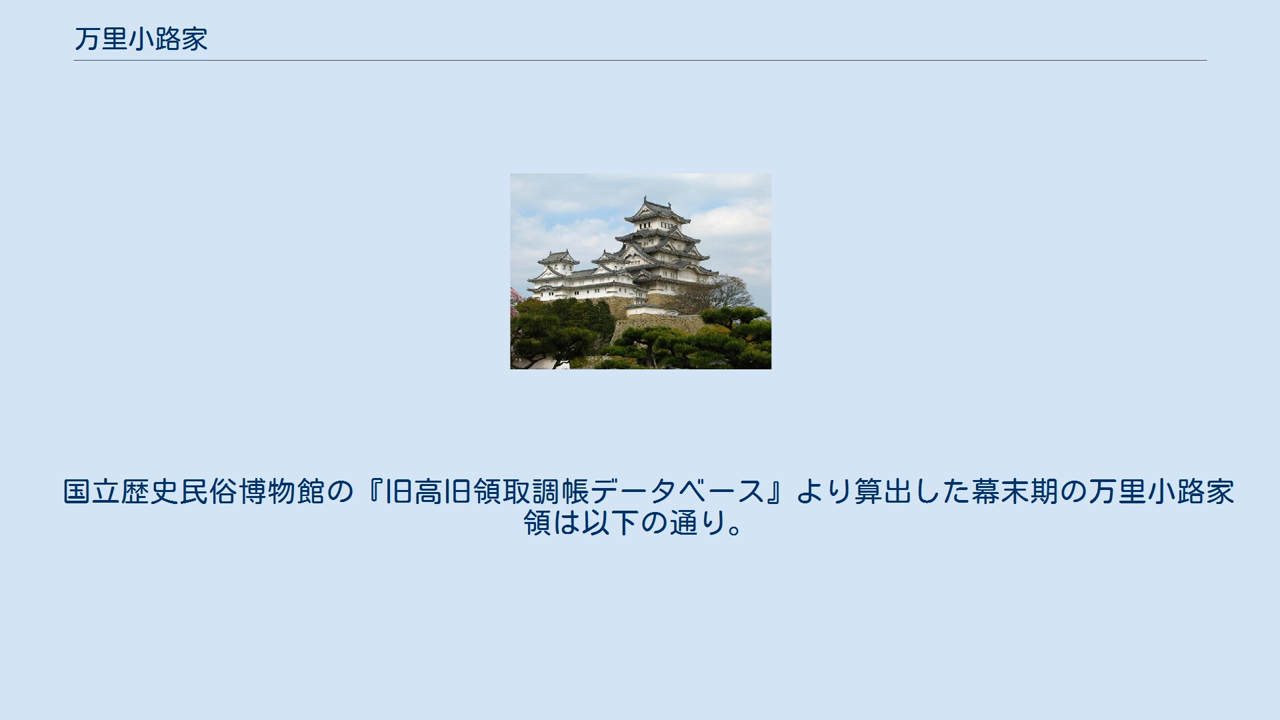 万里小路家
国立歴史民俗博物館の『旧高旧領取調帳データベース』より算出した幕末期の万里小路家
領は以下の通り。